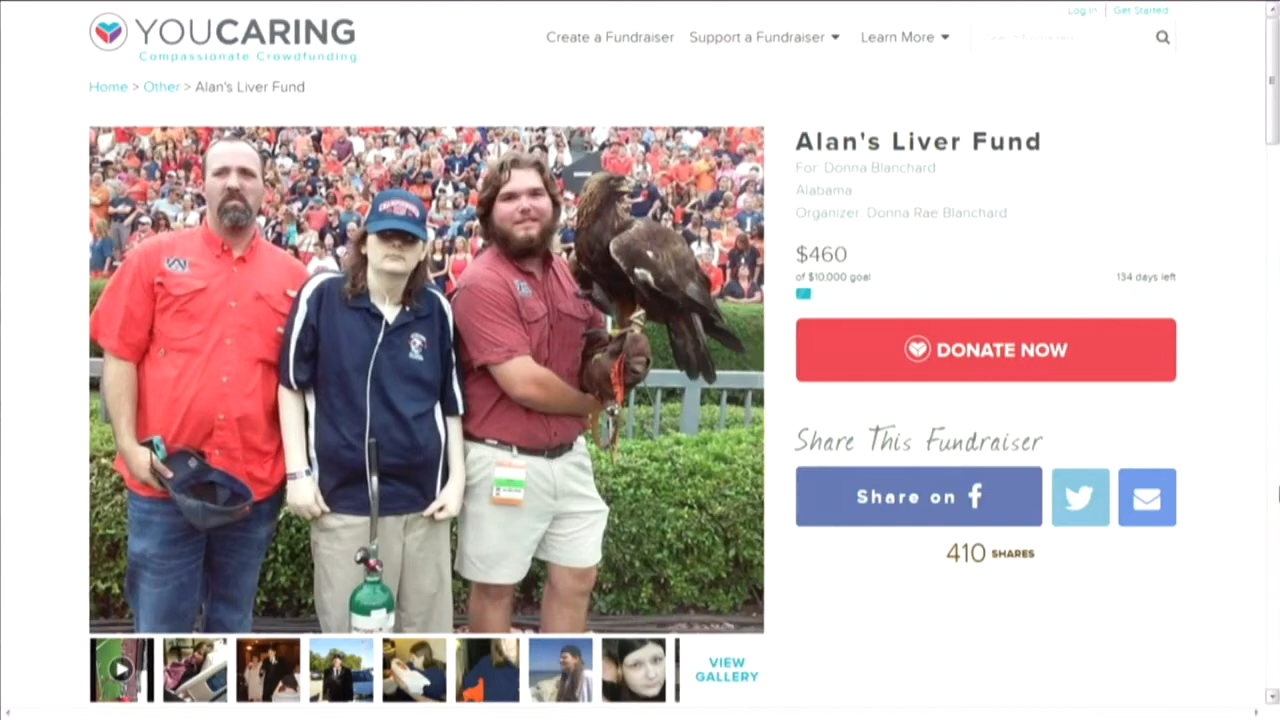 Log in | Get Started
YOUCARING
Compassionate Crowdfunding
Create a Fundraiser Support a Fundraiser Learn More
Home > Other > Alan's Liver Fund
Alan's Liver Fund
For: Donna Blanchard
Alabama
Organizer: Donna Rae Blanchard
$460
of $10,000 goal 134 days left
DONATE NOW
Share This Fundraiser
Share on f
410 SHARES
VIEW
GALLERY